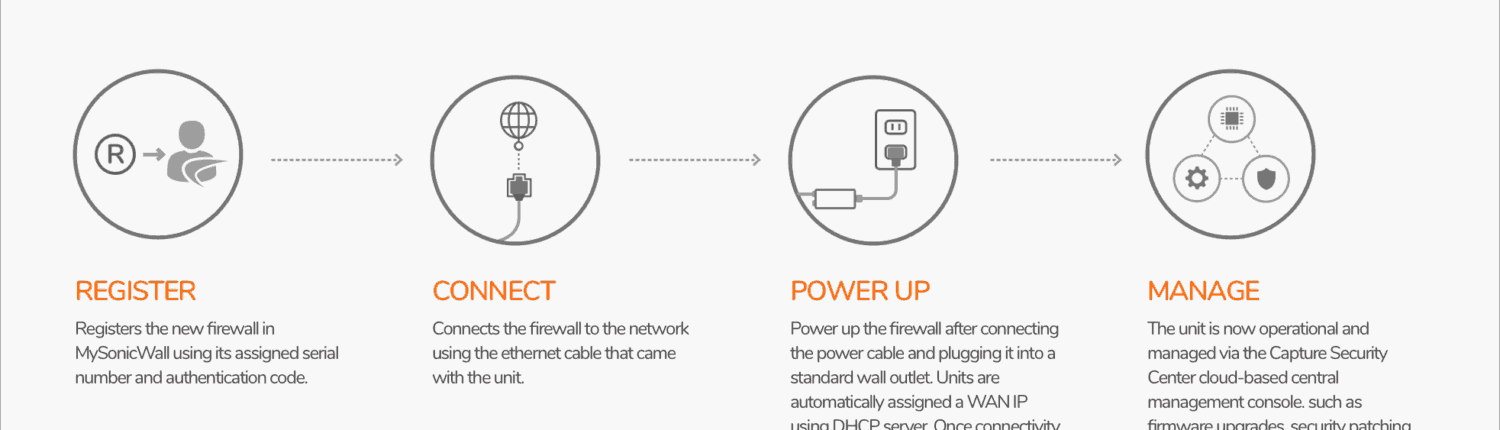 R
REGISTER
Registers the new firewall in
MySonicWall using its assigned serial
number and authentication code.
CONNECT
Connects the firewall to the network
using the ethernet cable that came
with the unit.
POWER UP
Power up the firewall after connecting
the power cable and plugging it into a
standard wall outlet. Units are
automatically assigned a WAN IP
using DHCP server. Once connectivity
MANAGE
The unit is now operational and
managed via the Capture Security
Center cloud-based central
management console. such as
firmware upgrades, security patching